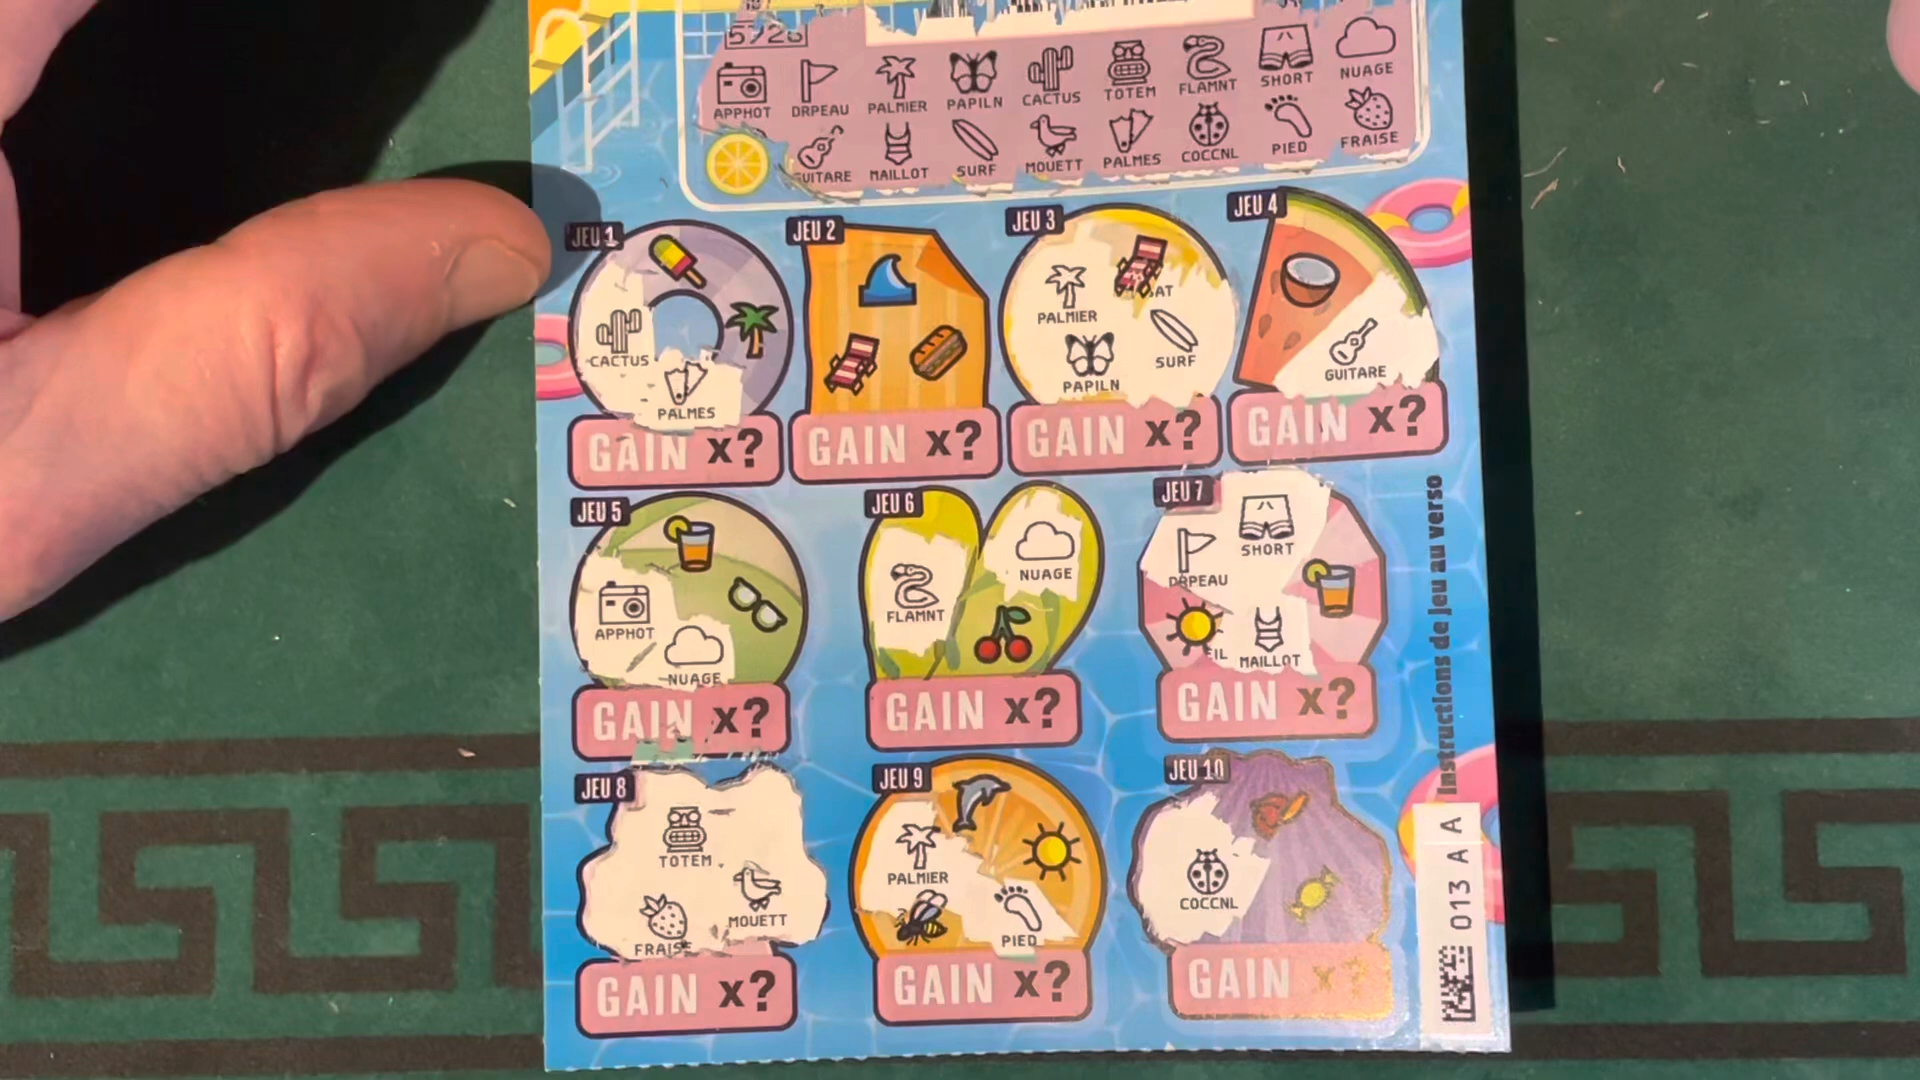 5726
APPHOT DRPEAU PALMIER PAPILN CACTUS TOTEM FLAMNT SHORT NUAGE
UITARE MAILLOT SURF MOUETT PALMES COCCNL PIED FRAISE
JEU 1 JEU 2 JEU 3 JEU 4
CACTUS
PALMES
PALMIER
AT
SURF
PAPILN
GUITARE
GAIN x? GAIN x? GAIN x? GAIN x?
JEU 5 JEU 6 JEU 7
APPHOT
NUAGE
FLAMNT
NUAGE
SHORT
DRPEAU
EIL
MAILLOT
GAIN x? GAIN x? GAIN x?
JEU 8 JEU 9 JEU 10
TOTEM
FRAISE
MOUETT
PALMIER
PIED
COCCNL
GAIN x? GAIN x? GAIN x?
Instructions de jeu au verso
013 A A